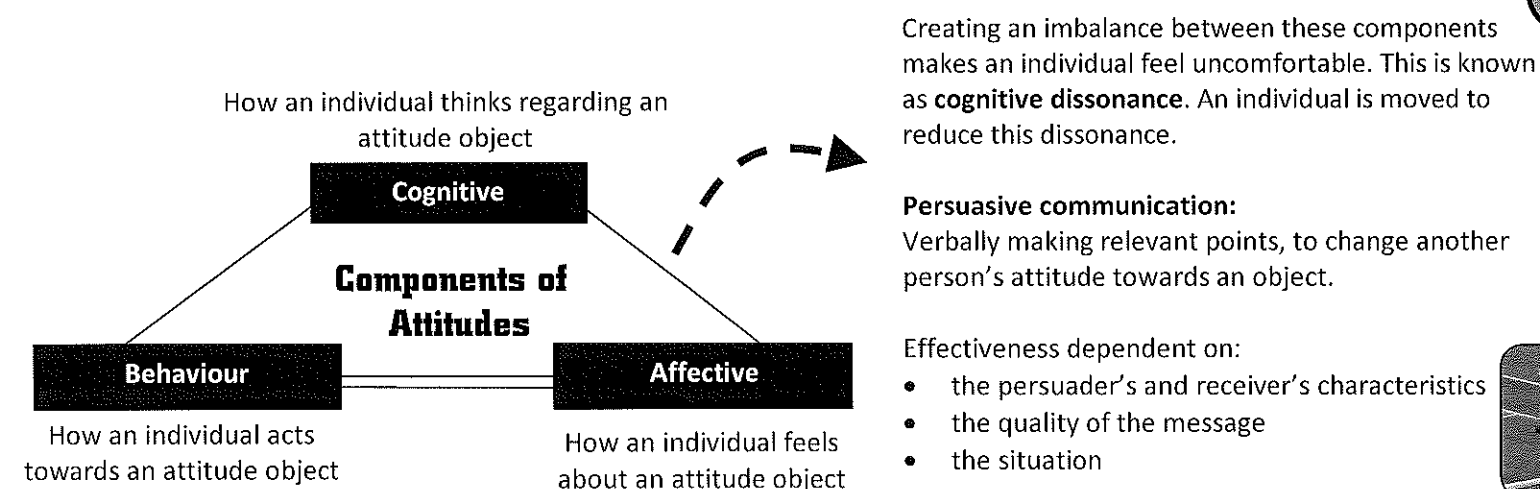 How an individual thinks regarding an
attitude object
Cognitive
Components of
Attitudes
Behaviour
Affective
How an individual acts
towards an attitude object
How an individual feels
about an attitude object
Creating an imbalance between these components
makes an individual feel uncomfortable. This is known
as cognitive dissonance. An individual is moved to
reduce this dissonance.
Persuasive communication:
Verbally making relevant points, to change another
person's attitude towards an object.
Effectiveness dependent on:
• the persuader's and receiver's characteristics
• the quality of the message
• the situation